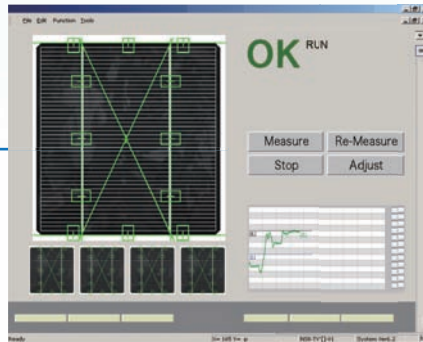 File Edit Function Tools
OK RUN
Measure
Re-Measure
Stop
Adjust
Ready